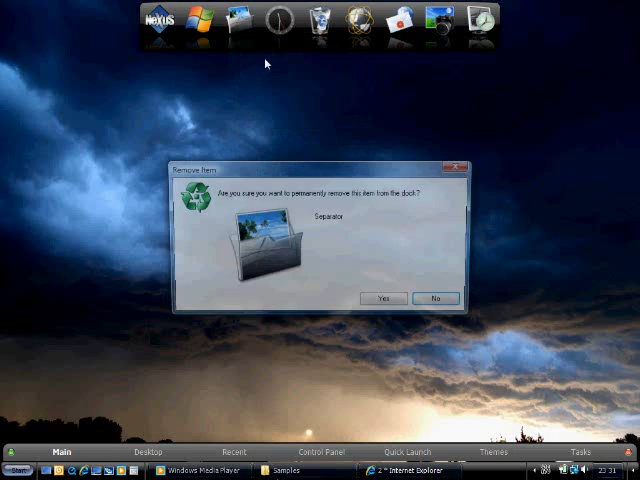 NeXuS
Remove Item
Are you sure you want to permanently remove this item from the dock?
Separator
Yes
No
Main
Desktop
Recent
Control Panel
Quick Launch
Themes
Tasks
Start
Windows Media Player
Samples
2 * Internet Explorer
23 31